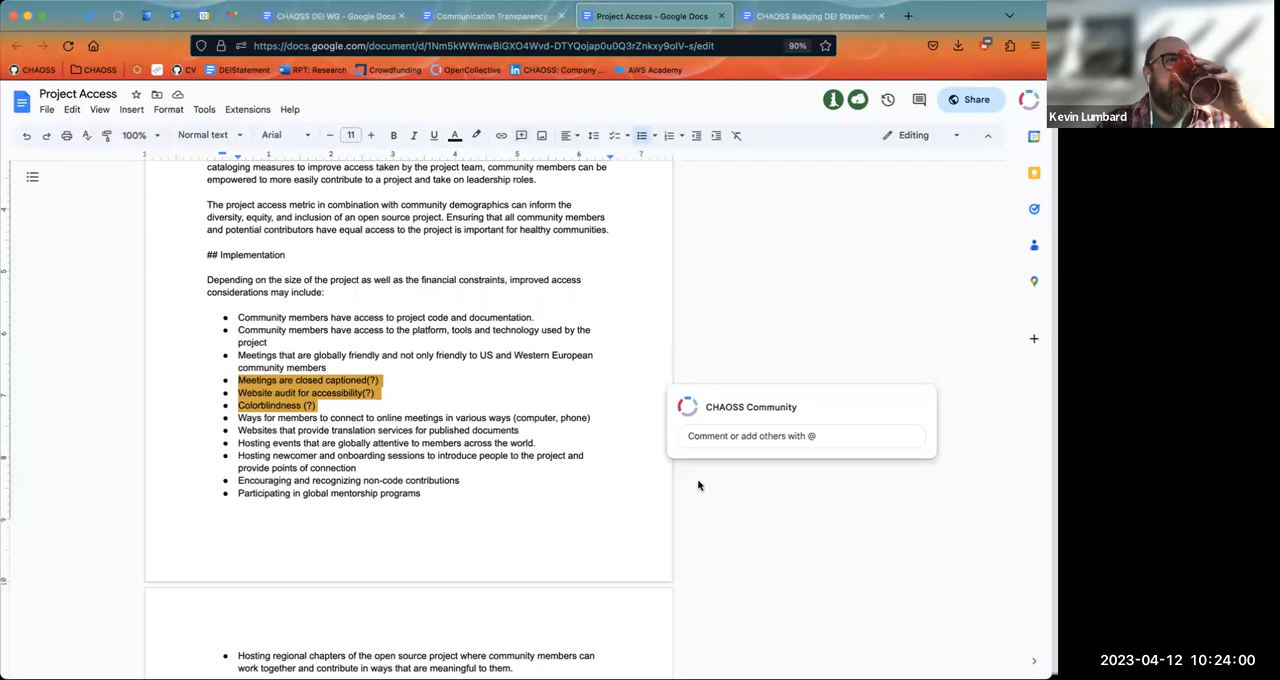 CHAOSS DEI WG - Google Docs
Communication Transparency
Project Access - Google Docs
CHAOSS Badging DEI Stateme
https://docs.google.com/document/d/1Nm5kWWmwBiGXO4Wvd-DTYQojap0u0Q3rZnkxy9oIV-s/edit
90%
CHAOSS
CHAOSS
CV
DEIStatement
RPT: Research
Crowdfunding
OpenCollective
CHAOSS: Company ...
AWS Academy
Kevin Lumbard
Project Access
File Edit View Insert Format Tools Extensions Help
Share
100%
Normal text
Arial
11
Editing
1 1 2 3 4 5 6 7
cataloging measures to improve access taken by the project team, community members can be
empowered to more easily contribute to a project and take on leadership roles.
The project access metric in combination with community demographics can inform the
diversity, equity, and inclusion of an open source project. Ensuring that all community members
and potential contributors have equal access to the project is important for healthy communities.
## Implementation
Depending on the size of the project as well as the financial constraints, improved access
considerations may include:
● Community members have access to project code and documentation.
● Community members have access to the platform, tools and technology used by the
project
● Meetings that are globally friendly and not only friendly to US and Western European
community members
● Meetings are closed captioned(?)
● Website audit for accessibility(?)
● Colorblindness (?)
● Ways for members to connect to online meetings in various ways (computer, phone)
● Websites that provide translation services for published documents
● Hosting events that are globally attentive to members across the world.
● Hosting newcomer and onboarding sessions to introduce people to the project and
provide points of connection
● Encouraging and recognizing non-code contributions
● Participating in global mentorship programs
CHAOSS Community
Comment or add others with @
● Hosting regional chapters of the open source project where community members can
work together and contribute in ways that are meaningful to them.
2023-04-12 10:24:00